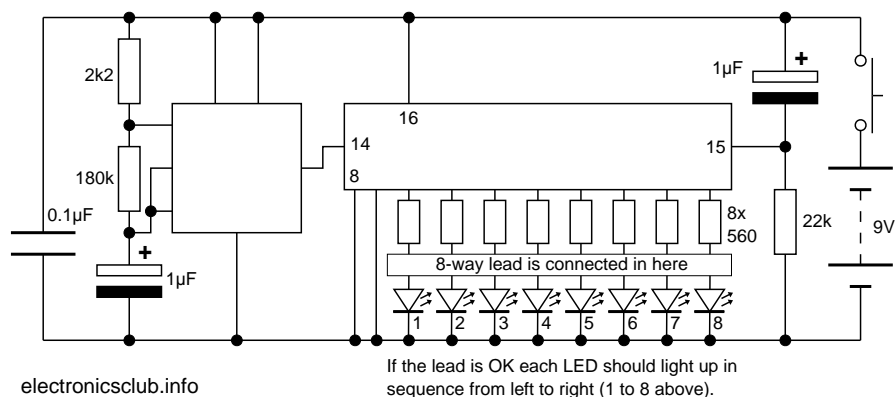 2k2
180k
0.1µF
+
1µF
14
8
16
15
1µF
+
8x
560
22k
9V
8-way lead is connected in here
1 2 3 4 5 6 7 8
If the lead is OK each LED should light up in
sequence from left to right (1 to 8 above).
electronicsclub.info